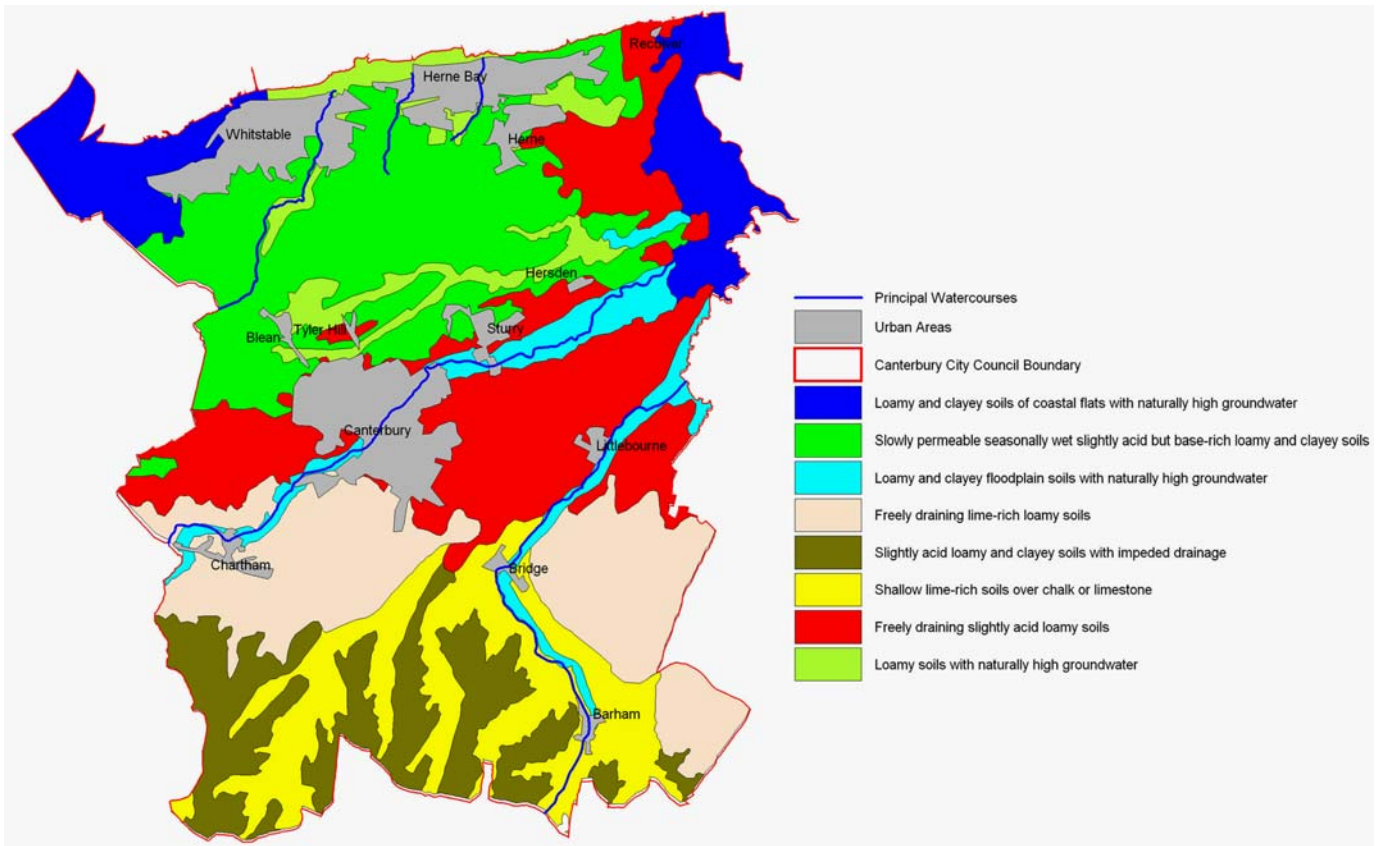 Reculver
Herne Bay
Whitstable
Herne
Hersden
Tyler Hill
Sturry
Blean
Canterbury
Littlebourne
Chartham
Bridge
Barham
Principal Watercourses
Urban Areas
Canterbury City Council Boundary
Loamy and clayey soils of coastal flats with naturally high groundwater
Slowly permeable seasonally wet slightly acid but base-rich loamy and clayey soils
Loamy and clayey floodplain soils with naturally high groundwater
Freely draining lime-rich loamy soils
Slightly acid loamy and clayey soils with impeded drainage
Shallow lime-rich soils over chalk or limestone
Freely draining slightly acid loamy soils
Loamy soils with naturally high groundwater